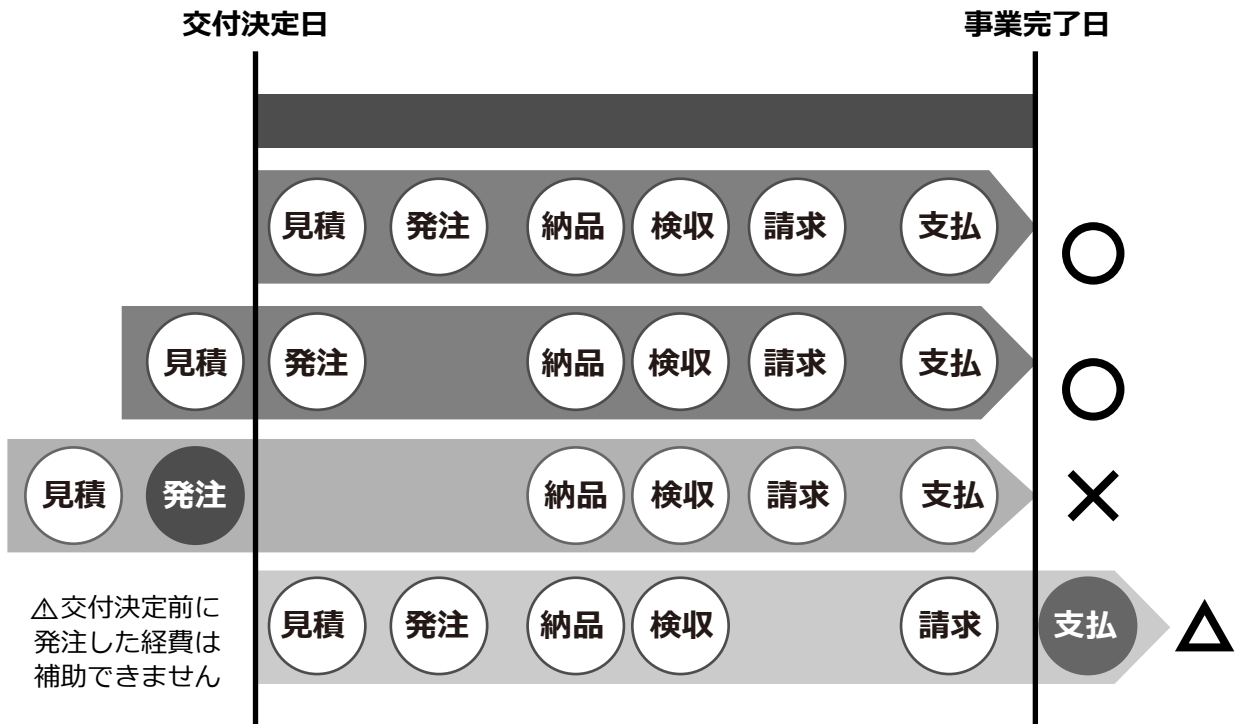 交付決定日 事業完了日
見積 発注 納品 検収 請求 支払 ○
見積 発注 納品 検収 請求 支払 ○
見積 発注 納品 検収 請求 支払 ×
見積 発注 納品 検収 請求 支払 △
⚠交付決定前に
発注した経費は
補助できません